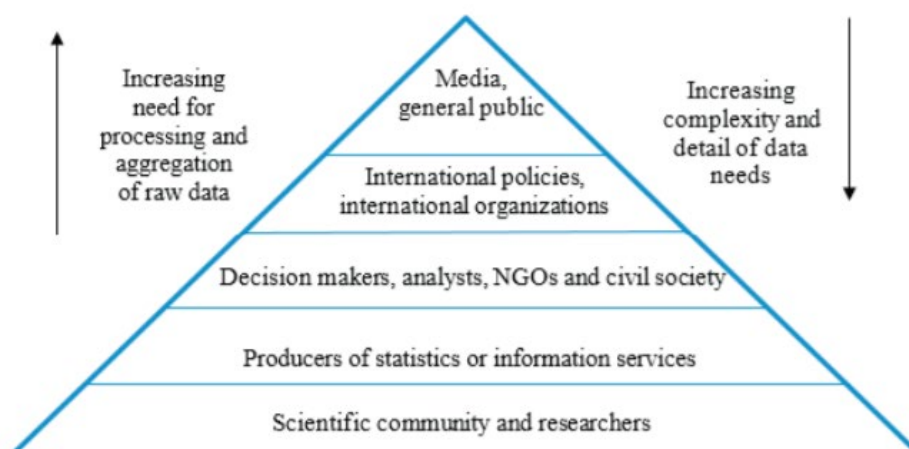 Increasing
need for
processing and
aggregation
of raw data
Media,
general public
Increasing
complexity and
detail of data
needs
International policies,
international organizations
Decision makers, analysts, NGOs and civil society
Producers of statistics or information services
Scientific community and researchers